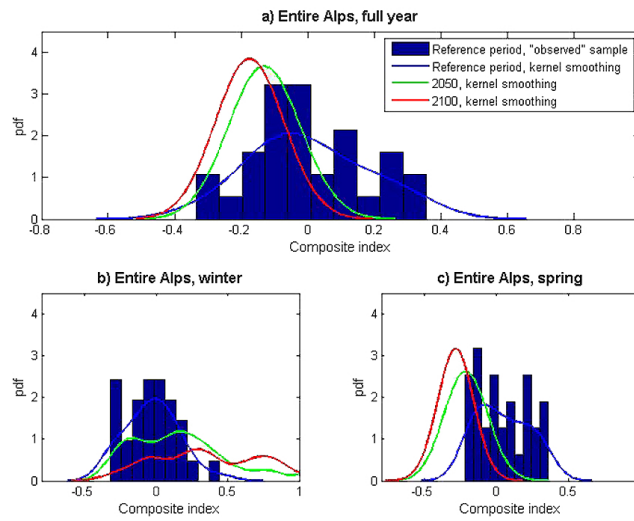 a) Entire Alps, full year
Reference period, "observed" sample
Reference period, kernel smoothing
2050, kernel smoothing
2100, kernel smoothing
pdf
4
3
2
1
0
-0.8 -0.6 -0.4 -0.2 0 0.2 0.4 0.6 0.8
Composite index
b) Entire Alps, winter
pdf
4
3
2
1
0
-0.5 0 0.5 1
Composite index
c) Entire Alps, spring
pdf
4
3
2
1
0
-0.5 0 0.5
Composite index